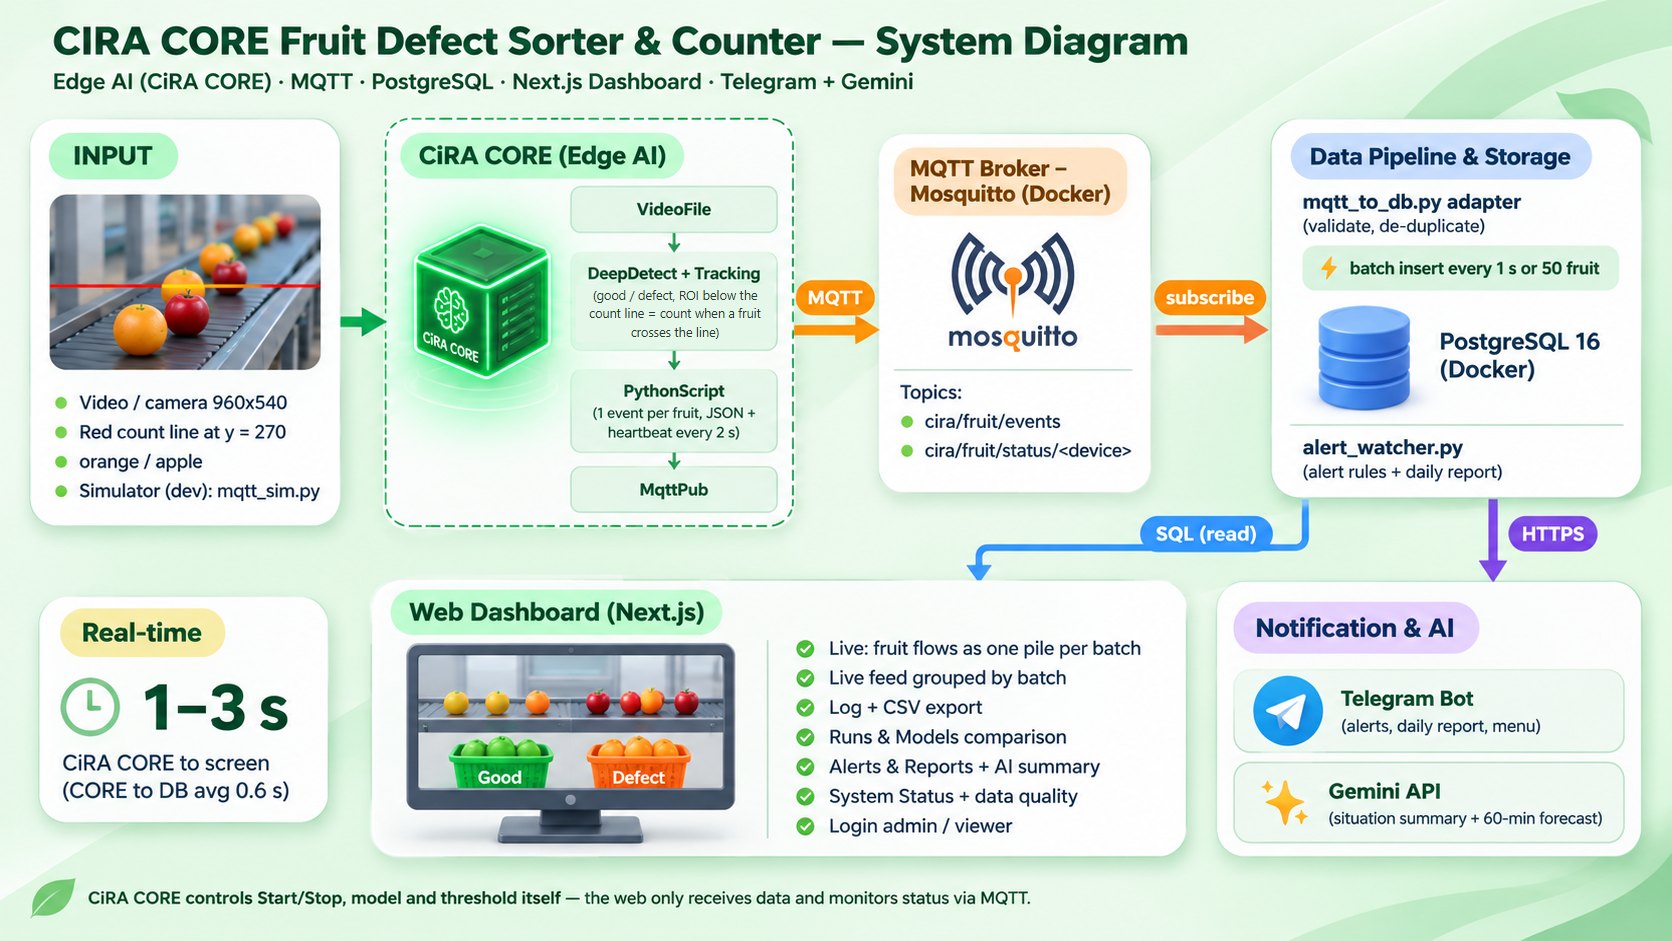 CIRA CORE Fruit Defect Sorter & Counter — System Diagram
Edge AI (CiRA CORE) · MQTT · PostgreSQL · Next.js Dashboard · Telegram + Gemini
INPUT
Video / camera 960x540
Red count line at y = 270
orange / apple
Simulator (dev): mqtt_sim.py
CiRA CORE (Edge AI)
CiRA CORE
VideoFile
DeepDetect + Tracking
(good / defect, ROI below the
count line = count when a fruit
crosses the line)
PythonScript
(1 event per fruit, JSON +
heartbeat every 2 s)
MqttPub
MQTT
MQTT Broker –
Mosquitto (Docker)
mosquitto
Topics:
cira/fruit/events
cira/fruit/status/<device>
subscribe
Data Pipeline & Storage
mqtt_to_db.py adapter
(validate, de-duplicate)
batch insert every 1 s or 50 fruit
PostgreSQL 16
(Docker)
alert_watcher.py
(alert rules + daily report)
SQL (read)
HTTPS
Real-time
1–3 s
CiRA CORE to screen
(CORE to DB avg 0.6 s)
Web Dashboard (Next.js)
Good
Defect
Live: fruit flows as one pile per batch
Live feed grouped by batch
Log + CSV export
Runs & Models comparison
Alerts & Reports + AI summary
System Status + data quality
Login admin / viewer
Notification & AI
Telegram Bot
(alerts, daily report, menu)
Gemini API
(situation summary + 60-min forecast)
CiRA CORE controls Start/Stop, model and threshold itself — the web only receives data and monitors status via MQTT.